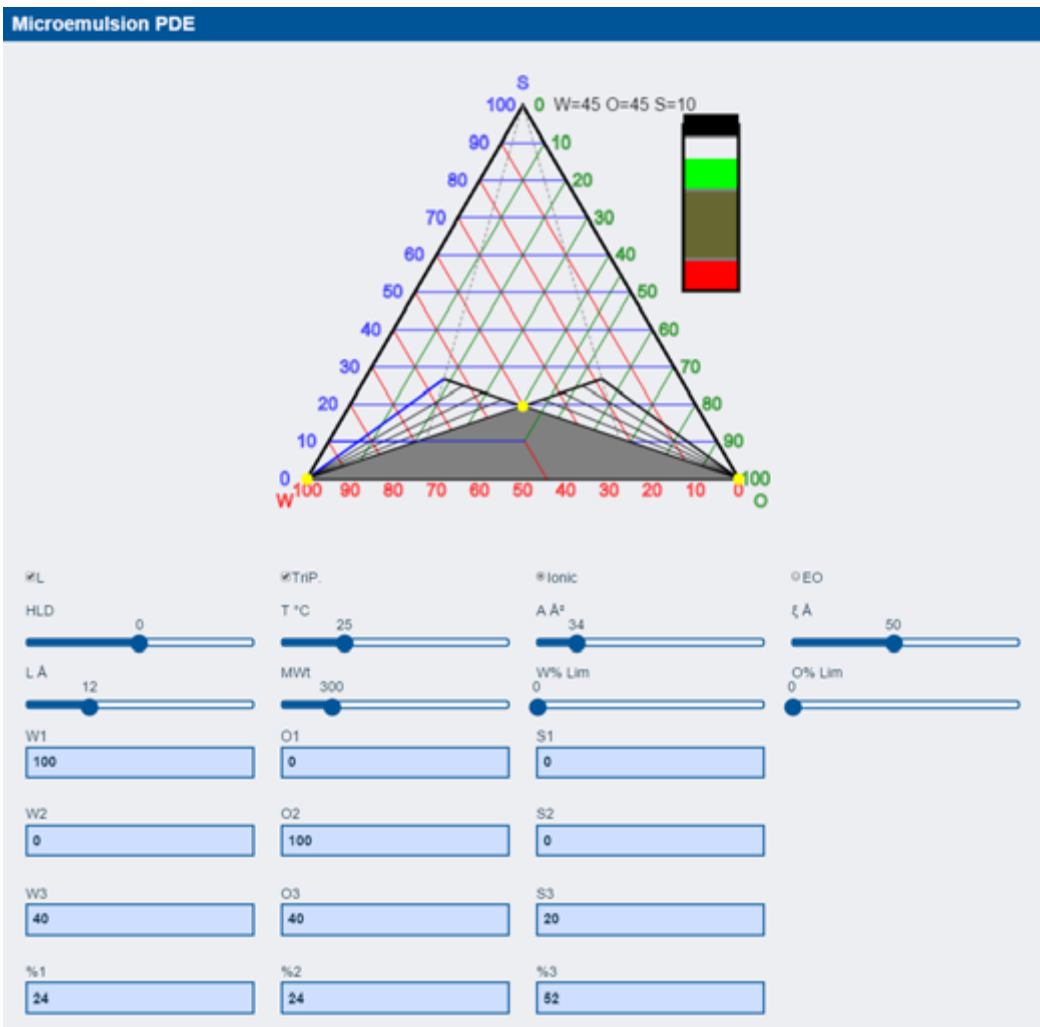 Microemulsion PDE
S
100 0 W=45 O=45 S=10
90 10
80 20
70 30
60 40
50 50
40 60
30 70
20 80
10 90
0 100
W 100 90 80 70 60 50 40 30 20 10 0 O
L TriP. Ionic EO
HLD T °C A Å² ξ Å
0 25 34 50
L Å MWt W% Lim O% Lim
12 300 0 0
W1 O1 S1
100 0 0
W2 O2 S2
0 100 0
W3 O3 S3
40 40 20
%1 %2 %3
24 24 52